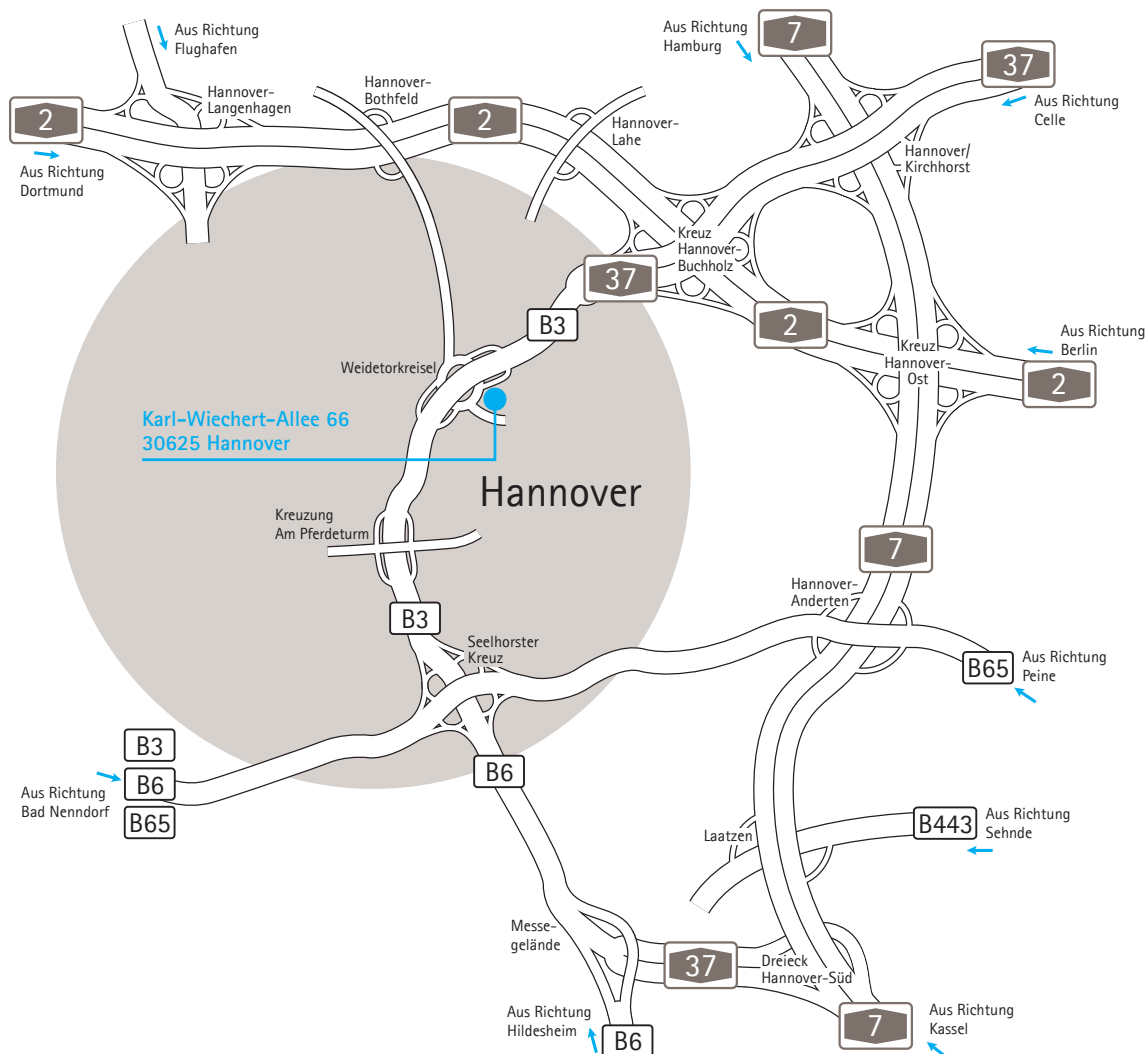 Aus Richtung
Flughafen
7
Aus Richtung
Hamburg
37
Aus Richtung
Celle
Hannover-
Langenhagen
Hannover-
Bothfeld
2
2
Hannover-
Lahe
Aus Richtung
Dortmund
Hannover/
Kirchhorst
Kreuz
Hannover-
Buchholz
37
B3
2
Aus Richtung
Berlin
Kreuz
Hannover-
Ost
2
Weidetorkreisel
Karl-Wiechert-Allee 66
30625 Hannover
Hannover
Kreuzung
Am Pferdeturm
7
Hannover-
Anderten
B3
Seelhorster
Kreuz
B65
Aus Richtung
Peine
B3
B6
B65
Aus Richtung
Bad Nenndorf
B6
Laatzen
B443
Aus Richtung
Sehnde
Messe-
gelände
37
Dreieck
Hannover-Süd
Aus Richtung
Hildesheim
B6
7
Aus Richtung
Kassel